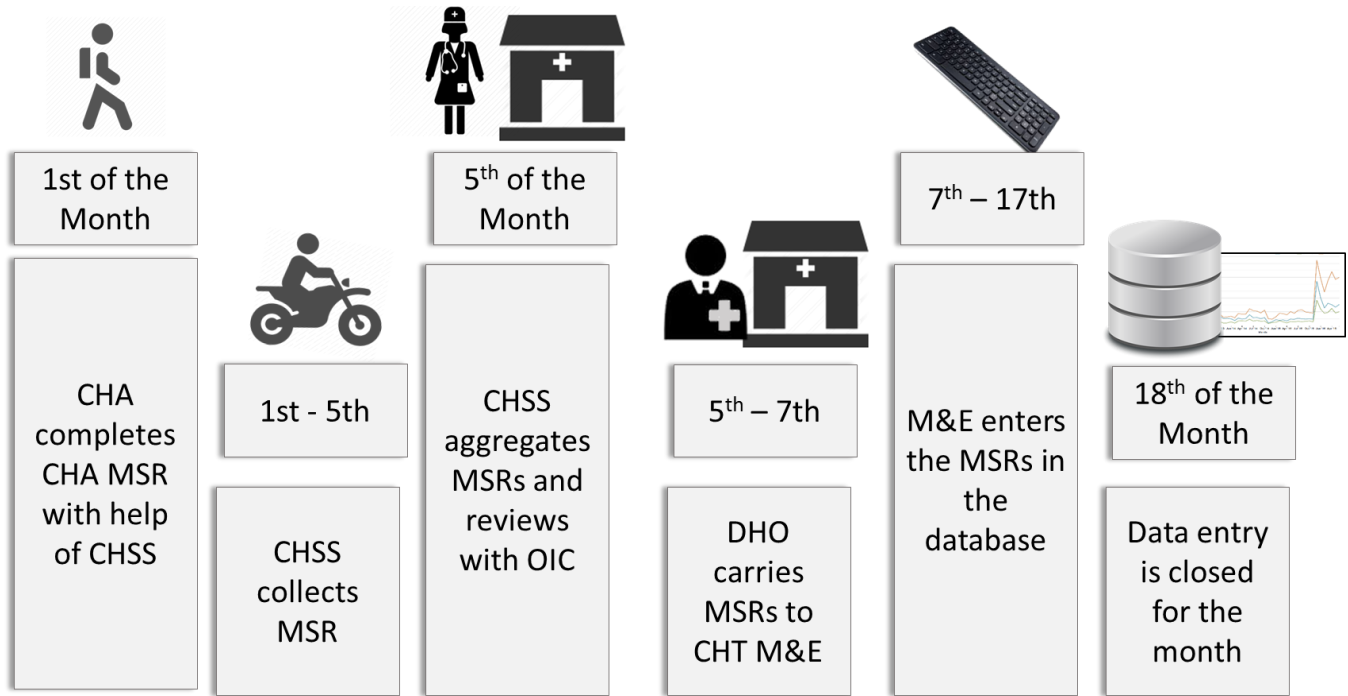 1st of the
Month
CHA
completes
CHA MSR
with help
of CHSS
1st - 5th
CHSS
collects
MSR
5th of the
Month
CHSS
aggregates
MSRs and
reviews
with OIC
5th – 7th
DHO
carries
MSRs to
CHT M&E
7th – 17th
M&E enters
the MSRs in
the
database
18th of the
Month
Data entry
is closed
for the
month